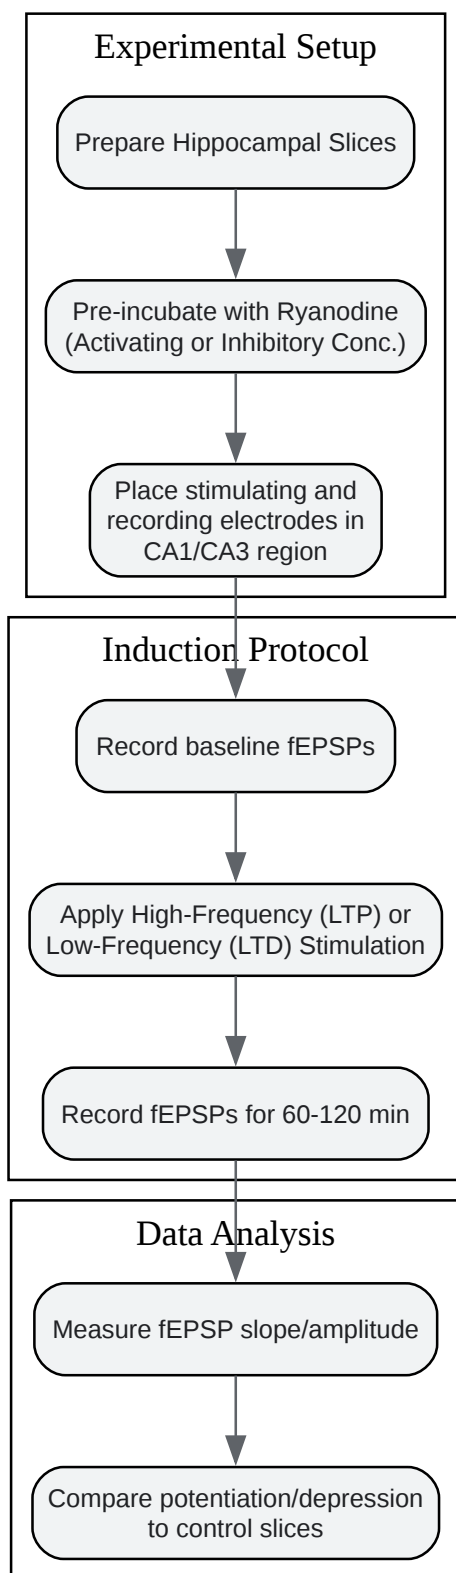 Experimental Setup
Prepare Hippocampal Slices
Pre-incubate with Ryanodine
(Activating or Inhibitory Conc.)
Place stimulating and
recording electrodes in
CA1/CA3 region
Induction Protocol
Record baseline fEPSPs
Apply High-Frequency (LTP) or
Low-Frequency (LTD) Stimulation
Record fEPSPs for 60-120 min
Data Analysis
Measure fEPSP slope/amplitude
Compare potentiation/depression
to control slices